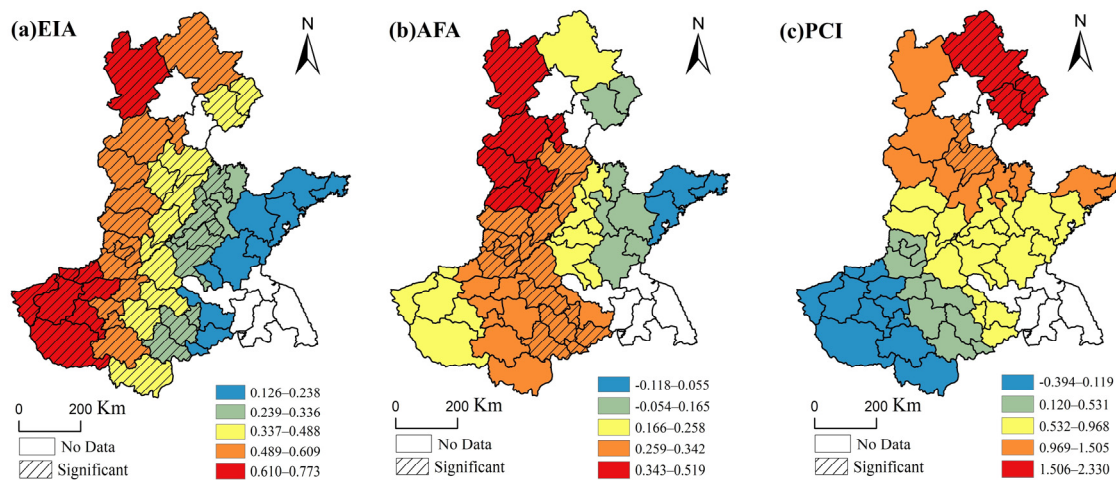 (a)EIA
N
0.126–0.238
0.239–0.336
0.337–0.488
0.489–0.609
0.610–0.773
0 200 Km
No Data
Significant
(b)AFA
N
-0.118–0.055
-0.054–0.165
0.166–0.258
0.259–0.342
0.343–0.519
0 200 Km
No Data
Significant
(c)PCI
N
-0.394–0.119
0.120–0.531
0.532–0.968
0.969–1.505
1.506–2.330
0 200 Km
No Data
Significant